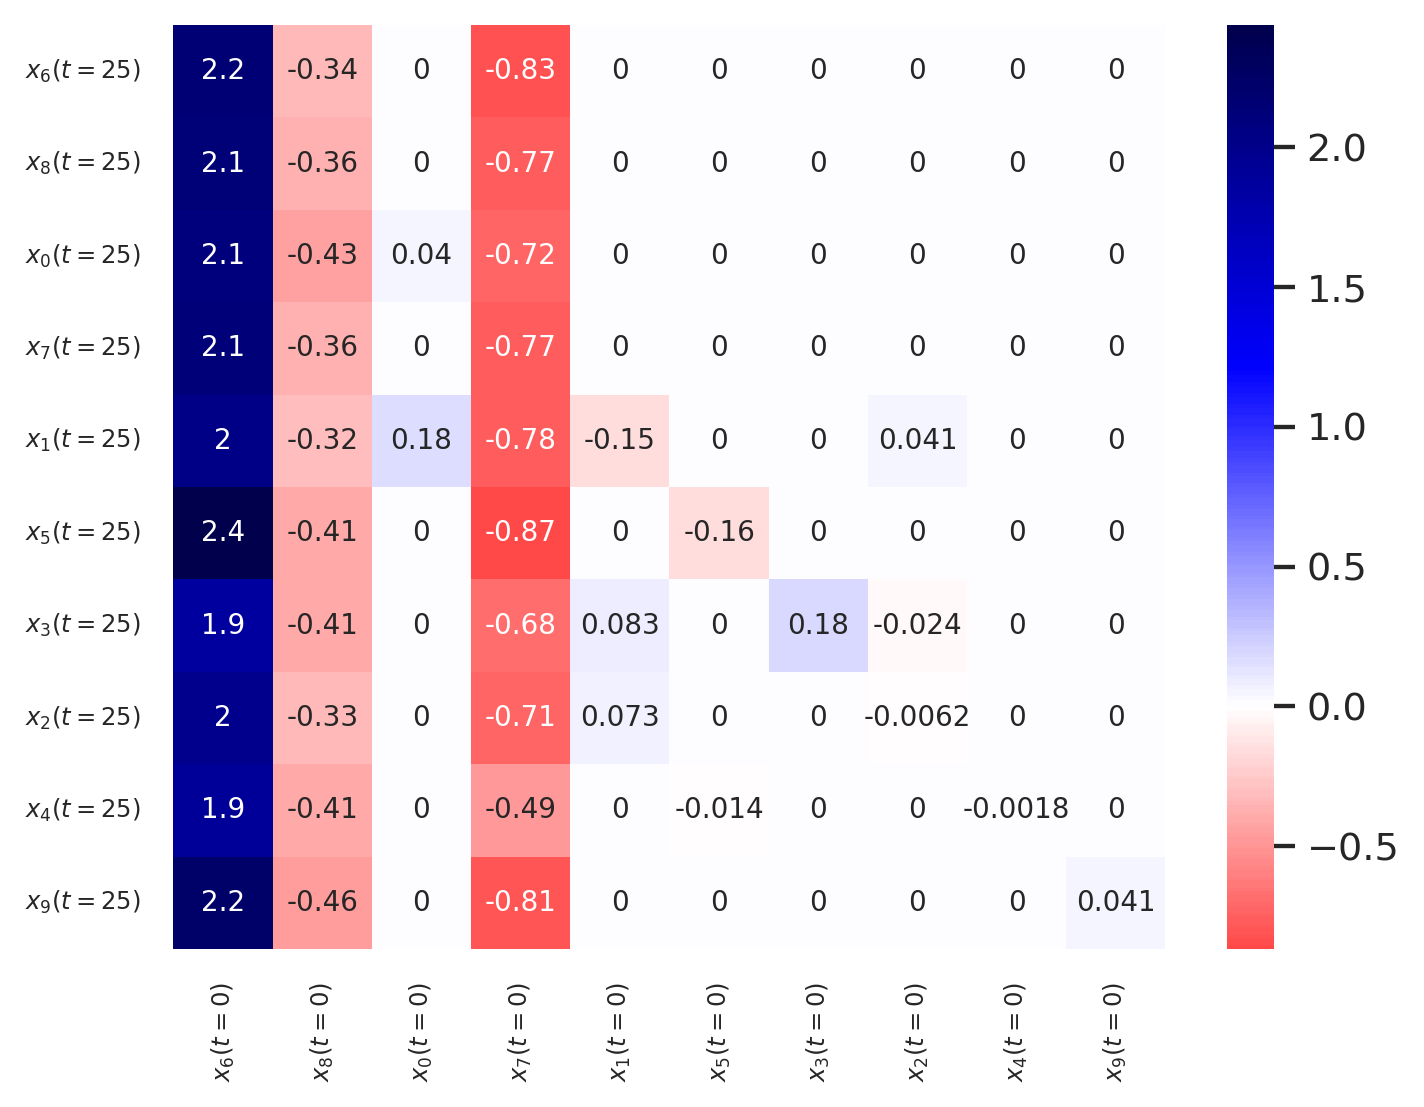 x₆(t = 25) 2.2 -0.34 0 -0.83 0 0 0 0 0 0
x₈(t = 25) 2.1 -0.36 0 -0.77 0 0 0 0 0 0
x₀(t = 25) 2.1 -0.43 0.04 -0.72 0 0 0 0 0 0
x₇(t = 25) 2.1 -0.36 0 -0.77 0 0 0 0 0 0
x₁(t = 25) 2 -0.32 0.18 -0.78 -0.15 0 0 0.041 0 0
x₅(t = 25) 2.4 -0.41 0 -0.87 0 -0.16 0 0 0 0
x₃(t = 25) 1.9 -0.41 0 -0.68 0.083 0 0.18 -0.024 0 0
x₂(t = 25) 2 -0.33 0 -0.71 0.073 0 0 -0.0062 0 0
x₄(t = 25) 1.9 -0.41 0 -0.49 0 -0.014 0 0 -0.0018 0
x₉(t = 25) 2.2 -0.46 0 -0.81 0 0 0 0 0 0.041
x₆(t = 0)
x₈(t = 0)
x₀(t = 0)
x₇(t = 0)
x₁(t = 0)
x₅(t = 0)
x₃(t = 0)
x₂(t = 0)
x₄(t = 0)
x₉(t = 0)
2.0
1.5
1.0
0.5
0.0
−0.5